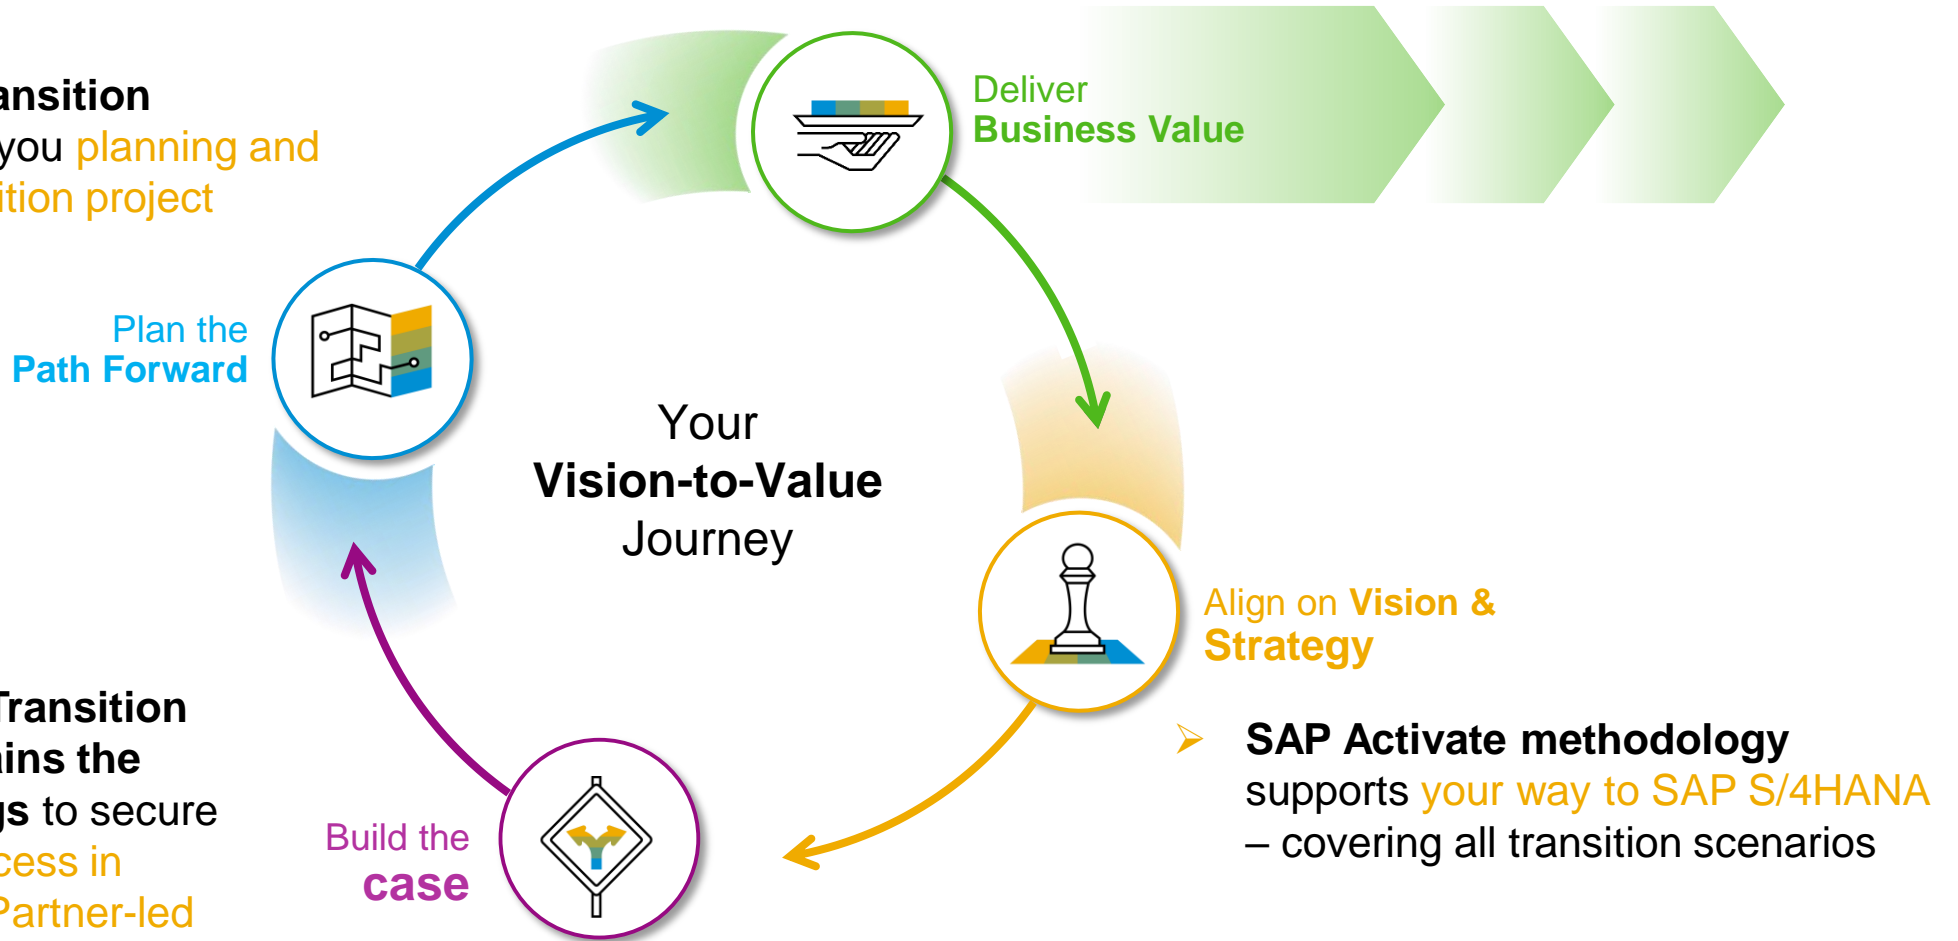 ansition
you planning and
ition project
Deliver
Business Value
Plan the
Path Forward
Your
Vision-to-Value
Journey
Align on Vision &
Strategy
SAP Activate methodology
supports your way to SAP S/4HANA
– covering all transition scenarios
Transition
ains the
gs to secure
cess in
Partner-led
Build the
case